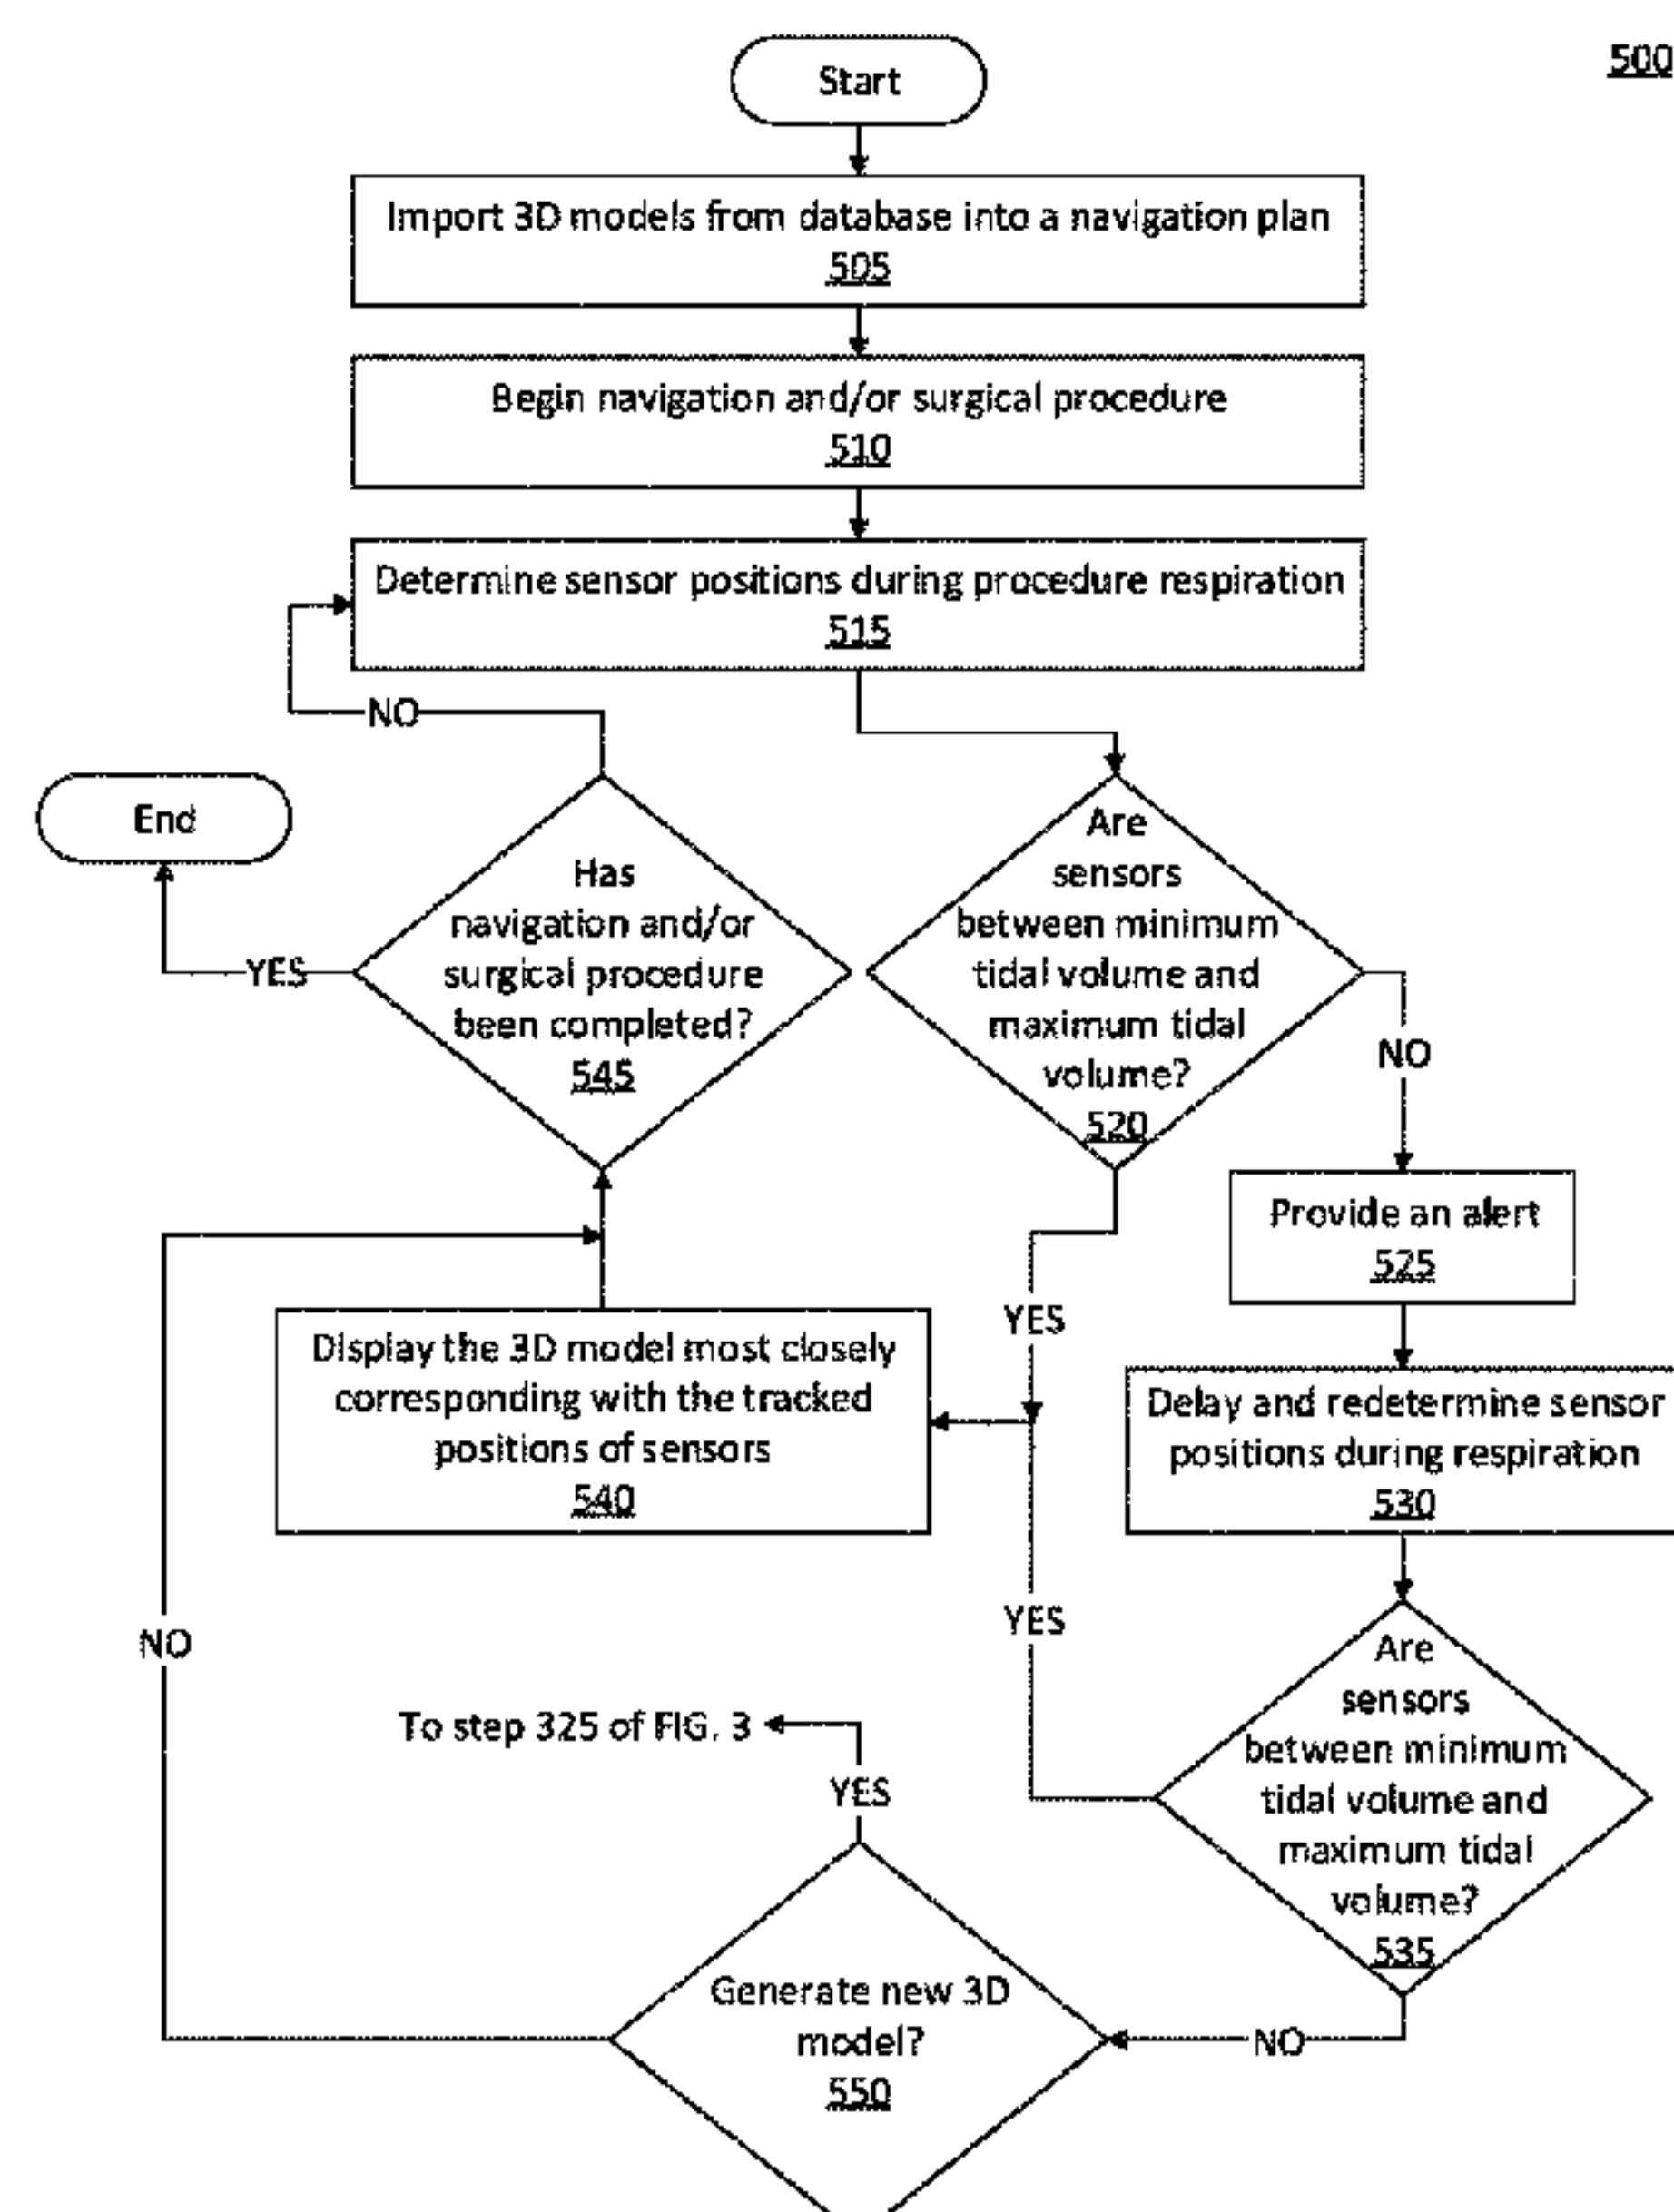 500
Start
Import 3D models from database into a navigation plan
505
Begin navigation and/or surgical procedure
510
Determine sensor positions during procedure respiration
515
NO
End
Has
navigation and/or
surgical procedure
been completed?
545
YES
Are
sensors
between minimum
tidal volume and
maximum tidal
volume?
520
NO
Provide an alert
525
YES
Display the 3D model most closely
corresponding with the tracked
positions of sensors
540
Delay and redetermine sensor
positions during respiration
530
YES
NO
Are
sensors
between minimum
tidal volume and
maximum tidal
volume?
535
To step 325 of FIG. 3
YES
Generate new 3D
model?
550
NO